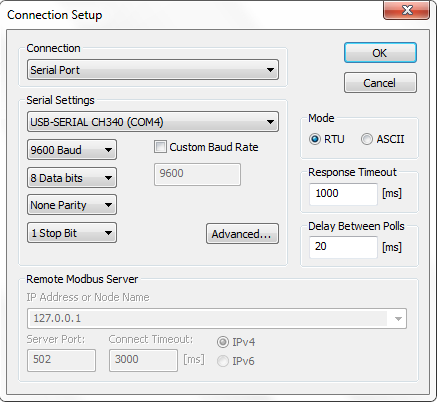 Connection Setup
Connection
Serial Port
OK
Cancel
Serial Settings
USB-SERIAL CH340 (COM4)
9600 Baud
Custom Baud Rate
8 Data bits
9600
None Parity
1 Stop Bit
Advanced...
Mode
RTU
ASCII
Response Timeout
1000 [ms]
Delay Between Polls
20 [ms]
Remote Modbus Server
IP Address or Node Name
127.0.0.1
Server Port:
Connect Timeout:
502
3000 [ms]
IPv4
IPv6